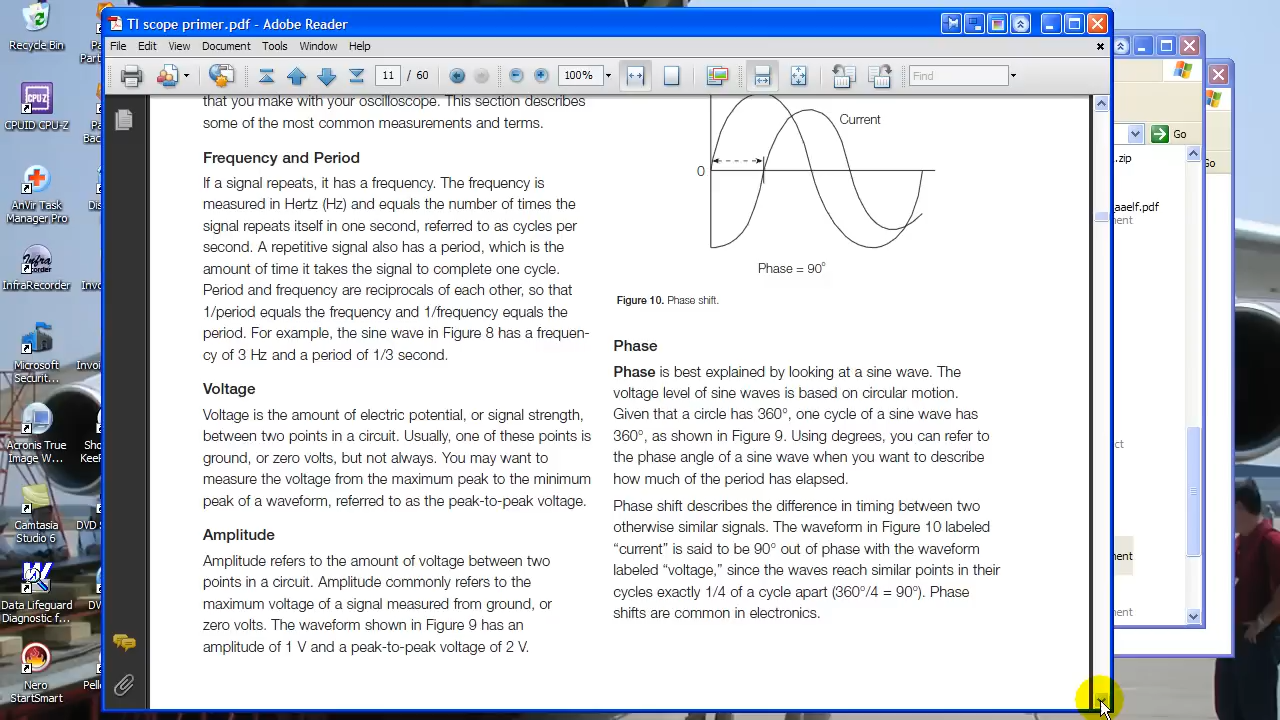 Recycle Bin
CPUID CPU-Z
AnVir Task
Manager Pro
InfraRecorder
Microsoft
Securit...
Acronis True
Image W...
Camtasia
Studio 6
Data Lifeguard
Diagnostic f...
Nero
StartSmart
TI scope primer.pdf - Adobe Reader
File Edit View Document Tools Window Help
11 / 60 100% Find
that you make with your oscilloscope. This section describes
some of the most common measurements and terms.
Frequency and Period
If a signal repeats, it has a frequency. The frequency is
measured in Hertz (Hz) and equals the number of times the
signal repeats itself in one second, referred to as cycles per
second. A repetitive signal also has a period, which is the
amount of time it takes the signal to complete one cycle.
Period and frequency are reciprocals of each other, so that
1/period equals the frequency and 1/frequency equals the
period. For example, the sine wave in Figure 8 has a frequen-
cy of 3 Hz and a period of 1/3 second.
Voltage
Voltage is the amount of electric potential, or signal strength,
between two points in a circuit. Usually, one of these points is
ground, or zero volts, but not always. You may want to
measure the voltage from the maximum peak to the minimum
peak of a waveform, referred to as the peak-to-peak voltage.
Amplitude
Amplitude refers to the amount of voltage between two
points in a circuit. Amplitude commonly refers to the
maximum voltage of a signal measured from ground, or
zero volts. The waveform shown in Figure 9 has an
amplitude of 1 V and a peak-to-peak voltage of 2 V.
Current
0
Phase = 90°
Figure 10. Phase shift.
Phase
Phase is best explained by looking at a sine wave. The
voltage level of sine waves is based on circular motion.
Given that a circle has 360°, one cycle of a sine wave has
360°, as shown in Figure 9. Using degrees, you can refer to
the phase angle of a sine wave when you want to describe
how much of the period has elapsed.
Phase shift describes the difference in timing between two
otherwise similar signals. The waveform in Figure 10 labeled
“current” is said to be 90° out of phase with the waveform
labeled “voltage,” since the waves reach similar points in their
cycles exactly 1/4 of a cycle apart (360°/4 = 90°). Phase
shifts are common in electronics.
Go
.zip
aaelf.pdf